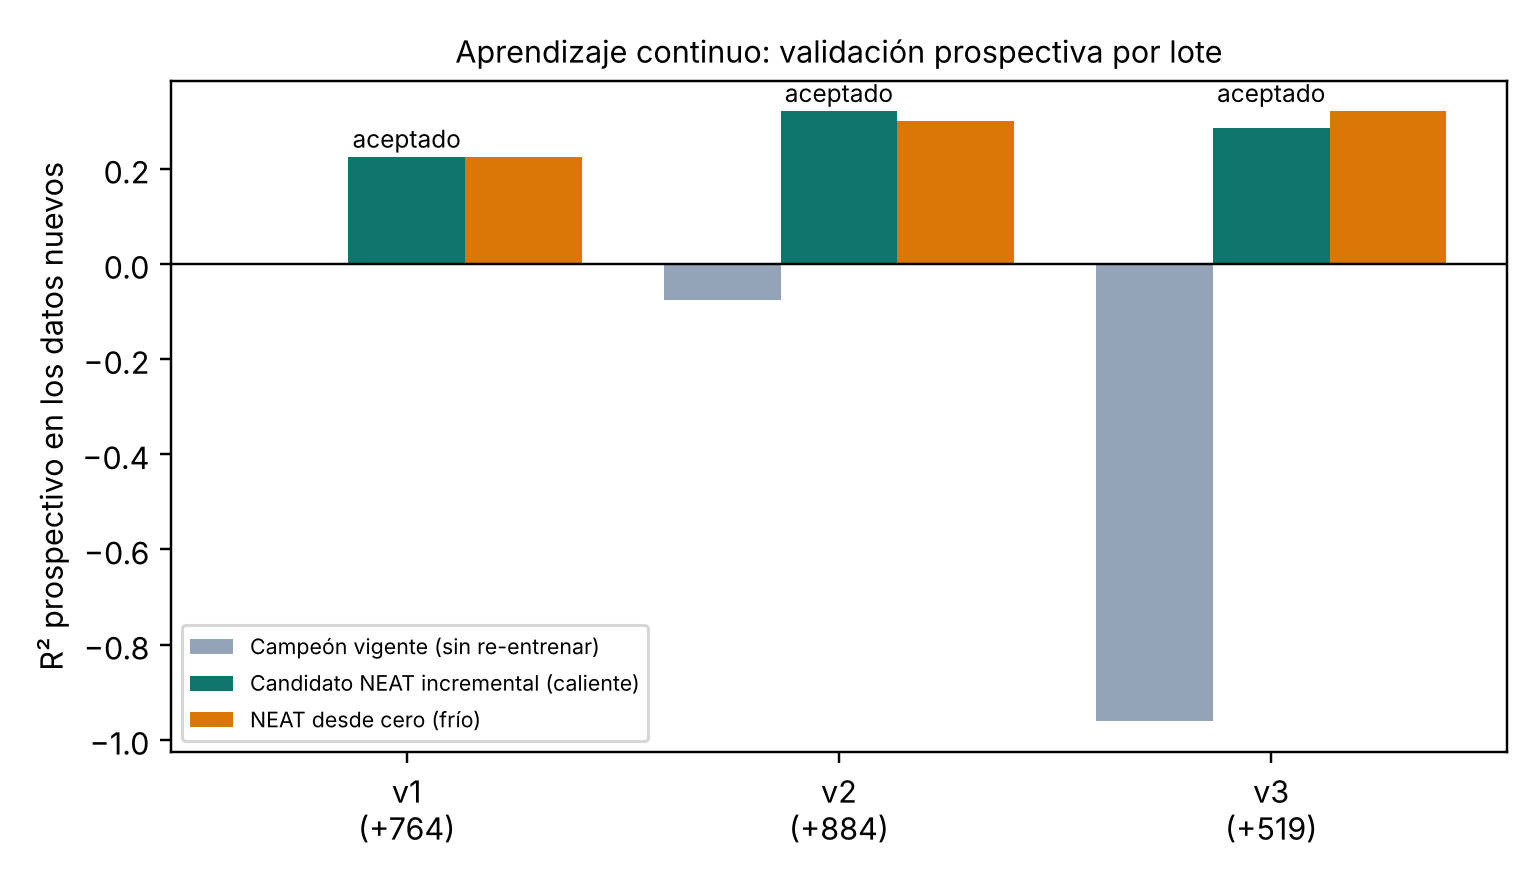 Aprendizaje continuo: validación prospectiva por lote
R² prospectivo en los datos nuevos
0.2
0.0
−0.2
−0.4
−0.6
−0.8
−1.0
aceptado
aceptado
aceptado
Campeón vigente (sin re-entrenar)
Candidato NEAT incremental (caliente)
NEAT desde cero (frío)
v1
(+764)
v2
(+884)
v3
(+519)